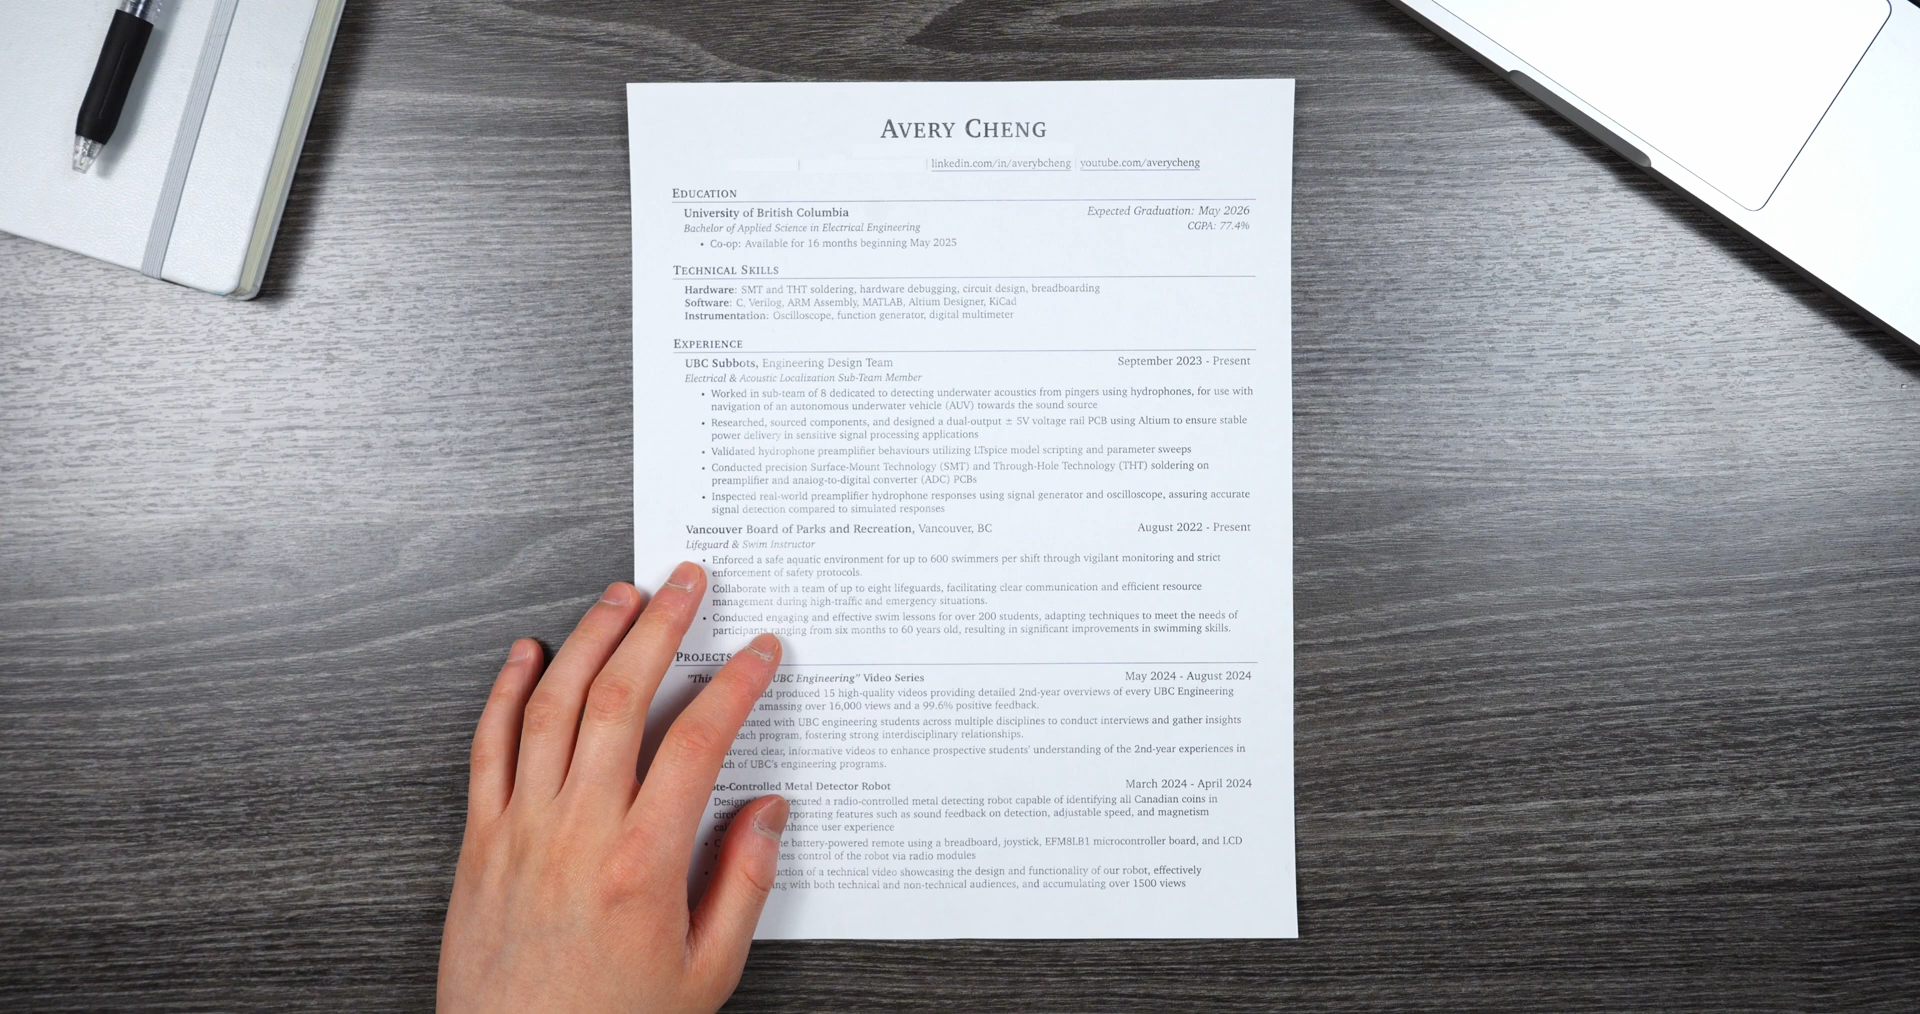 AVERY CHENG
linkedin.com/in/averybcheng | youtube.com/averycheng
EDUCATION
University of British Columbia Expected Graduation: May 2026
Bachelor of Applied Science in Electrical Engineering CGPA: 77.4%
• Co-op: Available for 16 months beginning May 2025
TECHNICAL SKILLS
Hardware: SMT and THT soldering, hardware debugging, circuit design, breadboarding
Software: C, Verilog, ARM Assembly, MATLAB, Altium Designer, KiCad
Instrumentation: Oscilloscope, function generator, digital multimeter
EXPERIENCE
UBC Subbots, Engineering Design Team September 2023 - Present
Electrical & Acoustic Localization Sub-Team Member
• Worked in sub-team of 8 dedicated to detecting underwater acoustics from pingers using hydrophones, for use with
navigation of an autonomous underwater vehicle (AUV) towards the sound source
• Researched, sourced components, and designed a dual-output ± 5V voltage rail PCB using Altium to ensure stable
power delivery in sensitive signal processing applications
• Validated hydrophone preamplifier behaviours utilizing LTspice model scripting and parameter sweeps
• Conducted precision Surface-Mount Technology (SMT) and Through-Hole Technology (THT) soldering on
preamplifier and analog-to-digital converter (ADC) PCBs
• Inspected real-world preamplifier hydrophone responses using signal generator and oscilloscope, assuring accurate
signal detection compared to simulated responses
Vancouver Board of Parks and Recreation, Vancouver, BC August 2022 - Present
Lifeguard & Swim Instructor
• Enforced a safe aquatic environment for up to 600 swimmers per shift through vigilant monitoring and strict
enforcement of safety protocols.
Collaborate with a team of up to eight lifeguards, facilitating clear communication and efficient resource
management during high-traffic and emergency situations.
• Conducted engaging and effective swim lessons for over 200 students, adapting techniques to meet the needs of
participants ranging from six months to 60 years old, resulting in significant improvements in swimming skills.
PROJECTS
"This UBC Engineering" Video Series May 2024 - August 2024
produced 15 high-quality videos providing detailed 2nd-year overviews of every UBC Engineering
, amassing over 16,000 views and a 99.6% positive feedback.
with UBC engineering students across multiple disciplines to conduct interviews and gather insights
each program, fostering strong interdisciplinary relationships.
clear, informative videos to enhance prospective students' understanding of the 2nd-year experiences in
of UBC's engineering programs.
-Controlled Metal Detector Robot March 2024 - April 2024
a radio-controlled metal detecting robot capable of identifying all Canadian coins in
features such as sound feedback on detection, adjustable speed, and magnetism
enhance user experience
battery-powered remote using a breadboard, joystick, EFM8LB1 microcontroller board, and LCD
control of the robot via radio modules
of a technical video showcasing the design and functionality of our robot, effectively
with both technical and non-technical audiences, and accumulating over 1500 views